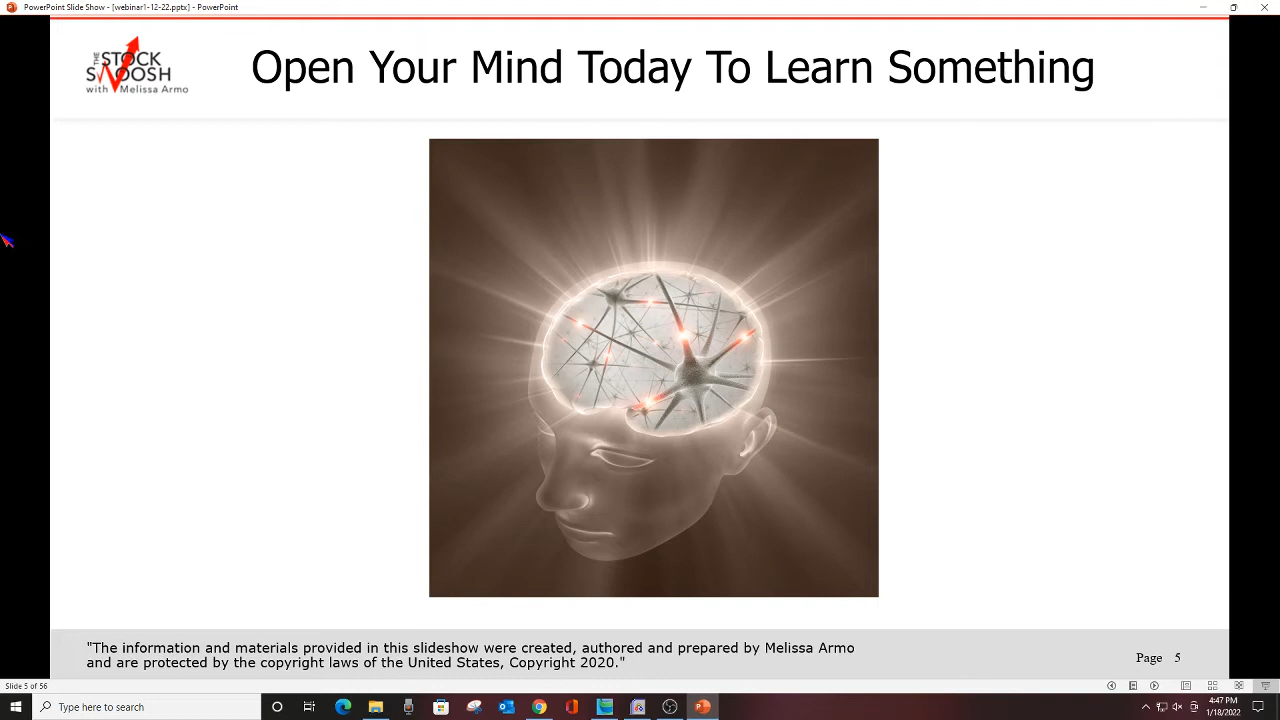 PowerPoint Slide Show - [webinar1-12-22.pptx] - PowerPoint
THE STOCK
SWOOSH
with Melissa Armo
Open Your Mind Today To Learn Something
"The information and materials provided in this slideshow were created, authored and prepared by Melissa Armo
and are protected by the copyright laws of the United States, Copyright 2020."
Page 5
Slide 5 of 56
Type here to search
4:47 PM
1/18/2022